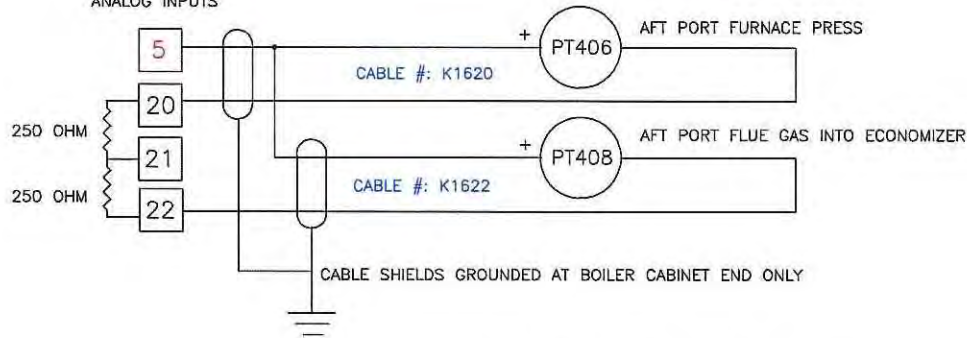 ANALOG INPUTS
5
+ PT406
AFT PORT FURNACE PRESS
CABLE #: K1620
20
250 OHM
21
+ PT408
AFT PORT FLUE GAS INTO ECONOMIZER
250 OHM
22
CABLE #: K1622
CABLE SHIELDS GROUNDED AT BOILER CABINET END ONLY